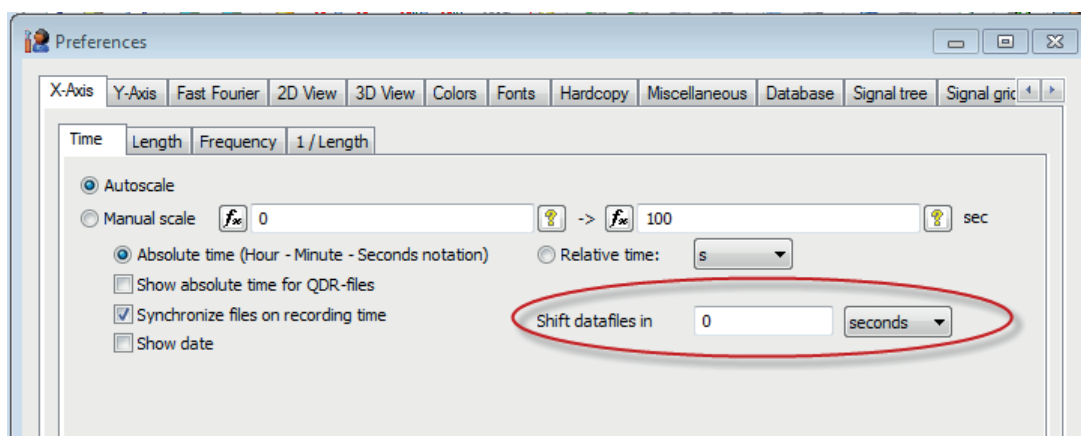 Preferences
X-Axis Y-Axis Fast Fourier 2D View 3D View Colors Fonts Hardcopy Miscellaneous Database Signal tree
Time Length Frequency 1 / Length
Autoscale
Manual scale fx 0 ? -> fx 100 ? sec
Absolute time (Hour - Minute - Seconds notation) Relative time: s
Show absolute time for QDR-files
Synchronize files on recording time Shift datafiles in 0 seconds
Show date